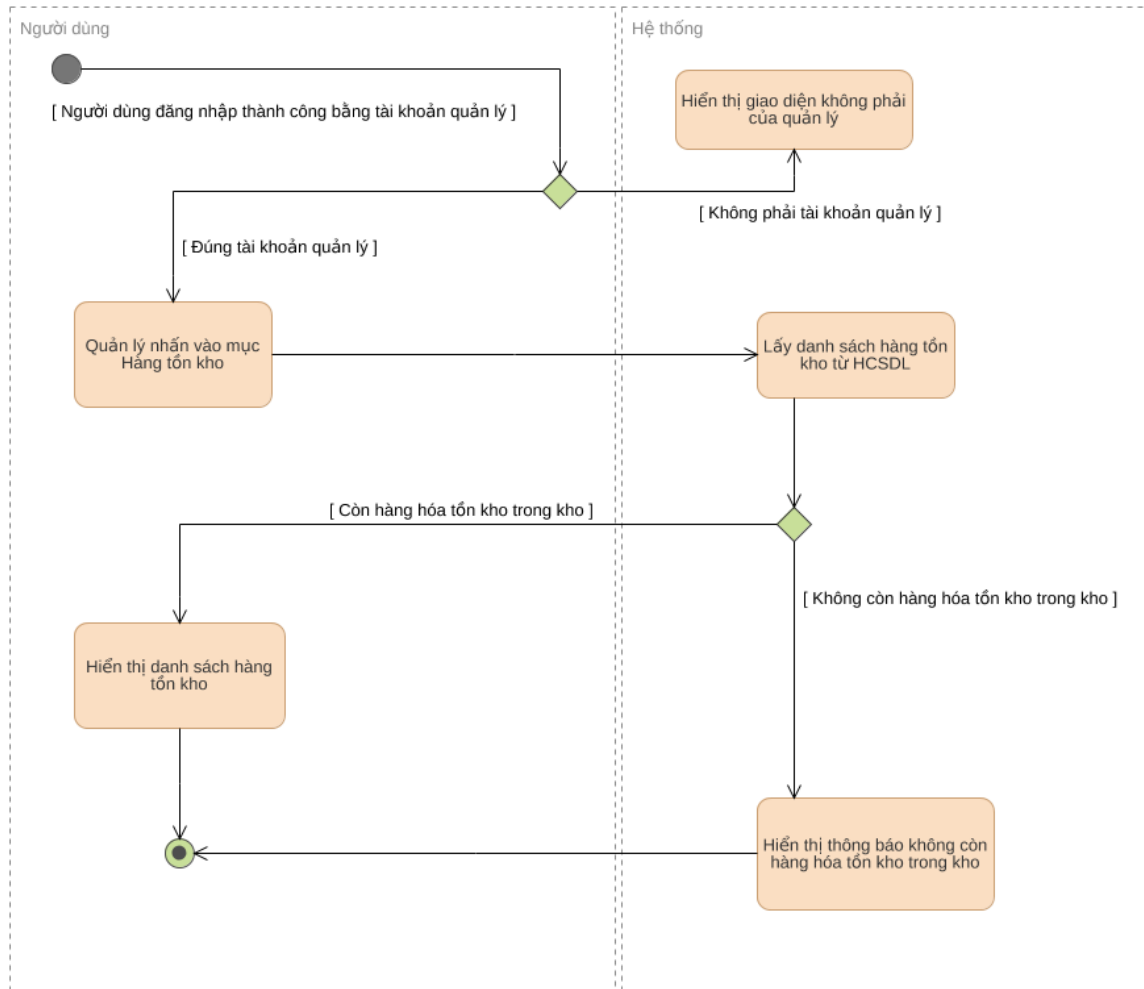 Người dùng
Hệ thống
[ Người dùng đăng nhập thành công bằng tài khoản quản lý ]
Hiển thị giao diện không phải
của quản lý
[ Không phải tài khoản quản lý ]
[ Đúng tài khoản quản lý ]
Quản lý nhấn vào mục
Hàng tồn kho
Lấy danh sách hàng tồn
kho từ HCSDL
[ Còn hàng hóa tồn kho trong kho ]
[ Không còn hàng hóa tồn kho trong kho ]
Hiển thị danh sách hàng
tồn kho
Hiển thị thông báo không còn
hàng hóa tồn kho trong kho